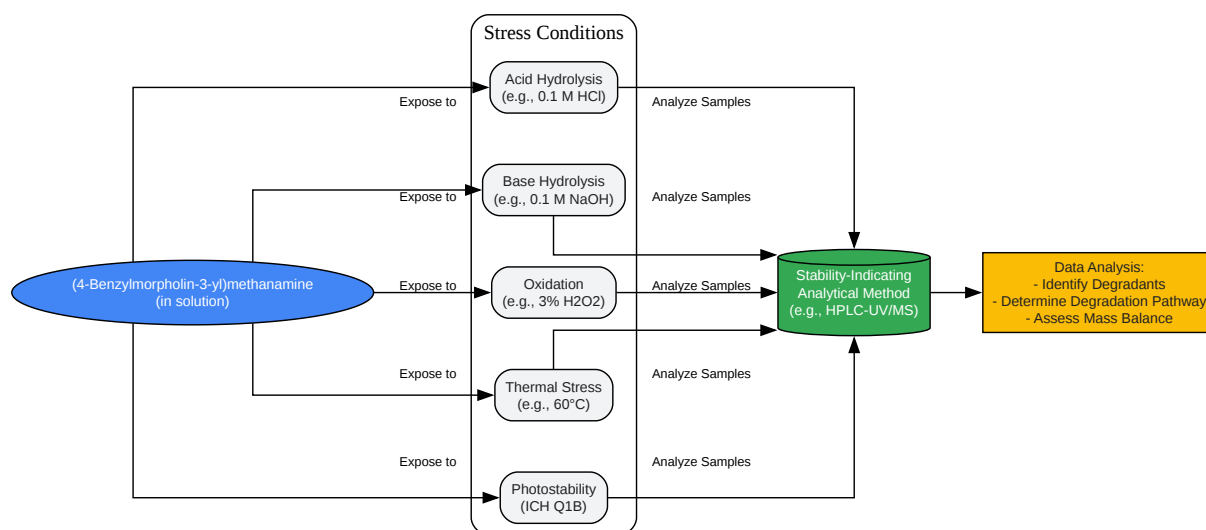 Stress Conditions
Acid Hydrolysis
(e.g., 0.1 M HCl)
Expose to
Analyze Samples
Base Hydrolysis
(e.g., 0.1 M NaOH)
Expose to
Analyze Samples
(4-Benzylmorpholin-3-yl)methanamine
(in solution)
Expose to
Oxidation
(e.g., 3% H2O2)
Analyze Samples
Stability-Indicating
Analytical Method
(e.g., HPLC-UV/MS)
Data Analysis:
- Identify Degradants
- Determine Degradation Pathway
- Assess Mass Balance
Expose to
Thermal Stress
(e.g., 60°C)
Analyze Samples
Expose to
Photostability
(ICH Q1B)
Analyze Samples